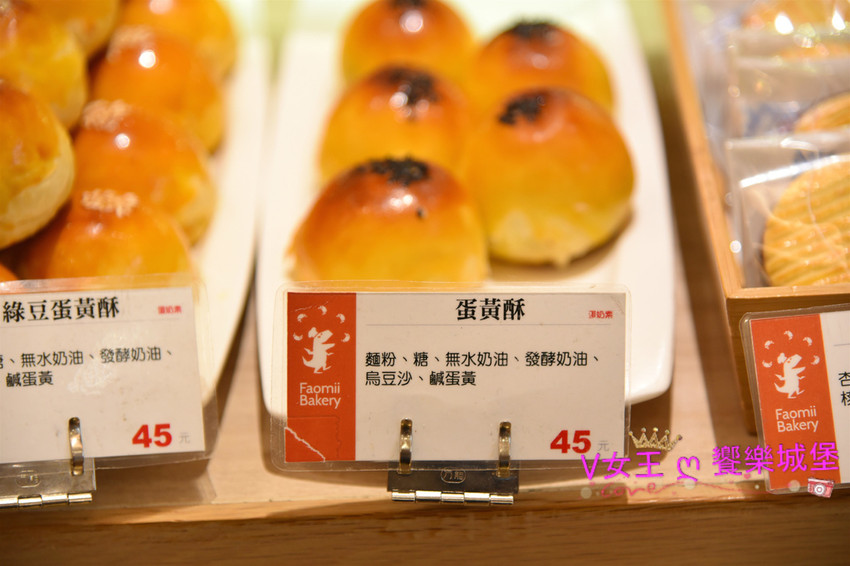 綠豆蛋黃酥
蛋奶素
、無水奶油、發酵奶油、
鹹蛋黃
45元
蛋黃酥
蛋奶素
麵粉、糖、無水奶油、發酵奶油、
烏豆沙、鹹蛋黃
45元
Faomii
Bakery
Faomii
Bakery
杏
V女王 ღ 饗樂城堡